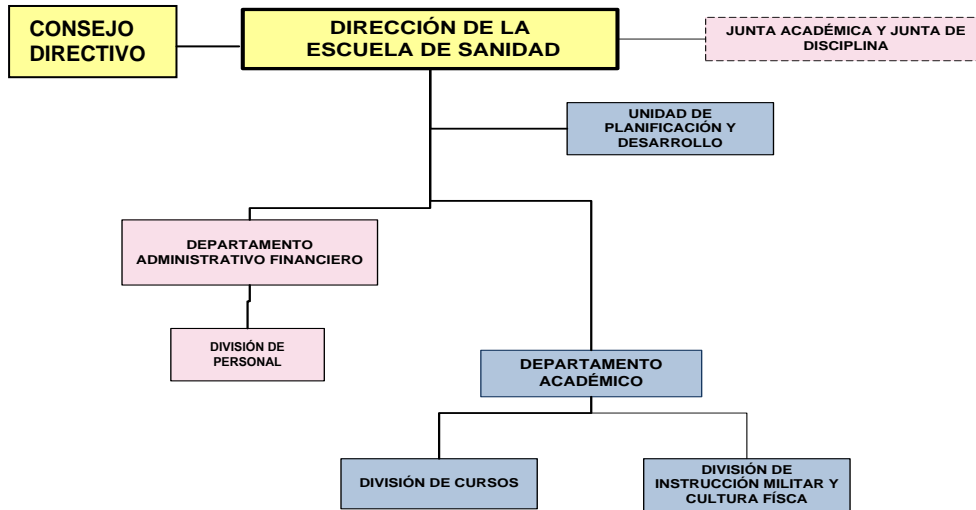 CONSEJO
DIRECTIVO
DIRECCIÓN DE LA
ESCUELA DE SANIDAD
JUNTA ACADÉMICA Y JUNTA DE
DISCIPLINA
UNIDAD DE
PLANIFICACIÓN Y
DESARROLLO
DEPARTAMENTO
ADMINISTRATIVO FINANCIERO
DIVISIÓN DE
PERSONAL
DEPARTAMENTO
ACADÉMICO
DIVISIÓN DE CURSOS
DIVISIÓN DE
INSTRUCCIÓN MILITAR Y
CULTURA FÍSCA